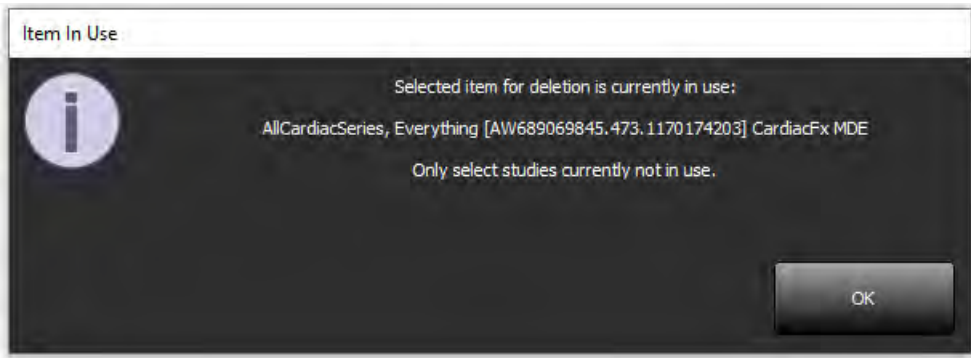 Item In Use
Selected item for deletion is currently in use:
AllCardiacSeries, Everything [AW689069845.473.1170174203] CardiacFx MDE
Only select studies currently not in use.
OK